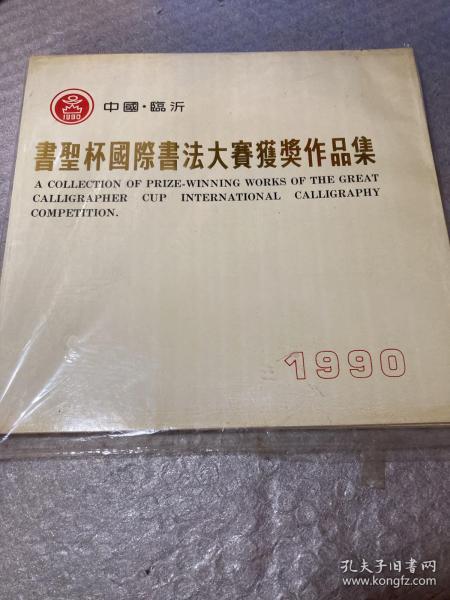 1990
中國·臨沂
書聖杯國際書法大賽獲獎作品集
A COLLECTION OF PRIZE-WINNING WORKS OF THE GREAT
CALLIGRAPHER CUP INTERNATIONAL CALLIGRAPHY
COMPETITION.
1990
孔夫子旧书网
www.kongfz.com